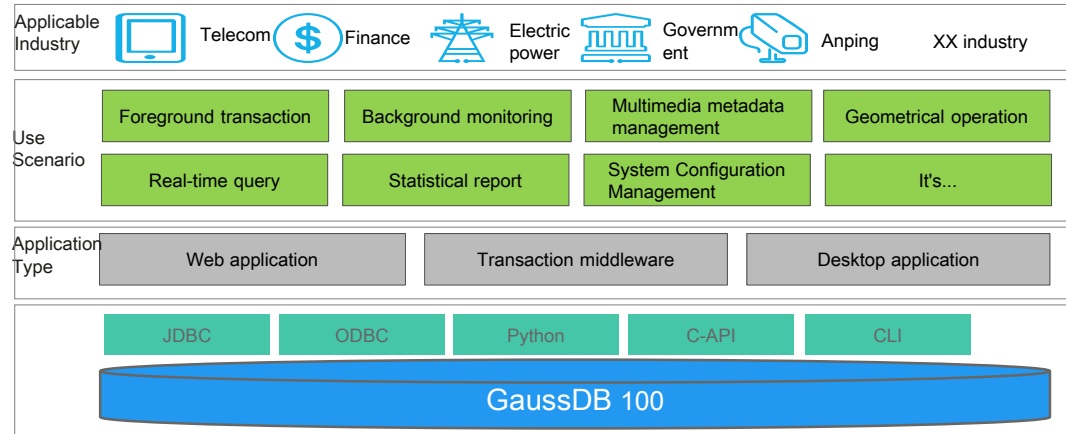 Applicable
Industry
Telecom
$
Finance
Electric
power
Governm
ent
Anping
XX industry
Use
Scenario
Foreground transaction
Background monitoring
Multimedia metadata
management
Geometrical operation
Real-time query
Statistical report
System Configuration
Management
It's...
Application
Type
Web application
Transaction middleware
Desktop application
JDBC
ODBC
Python
C-API
CLI
GaussDB 100